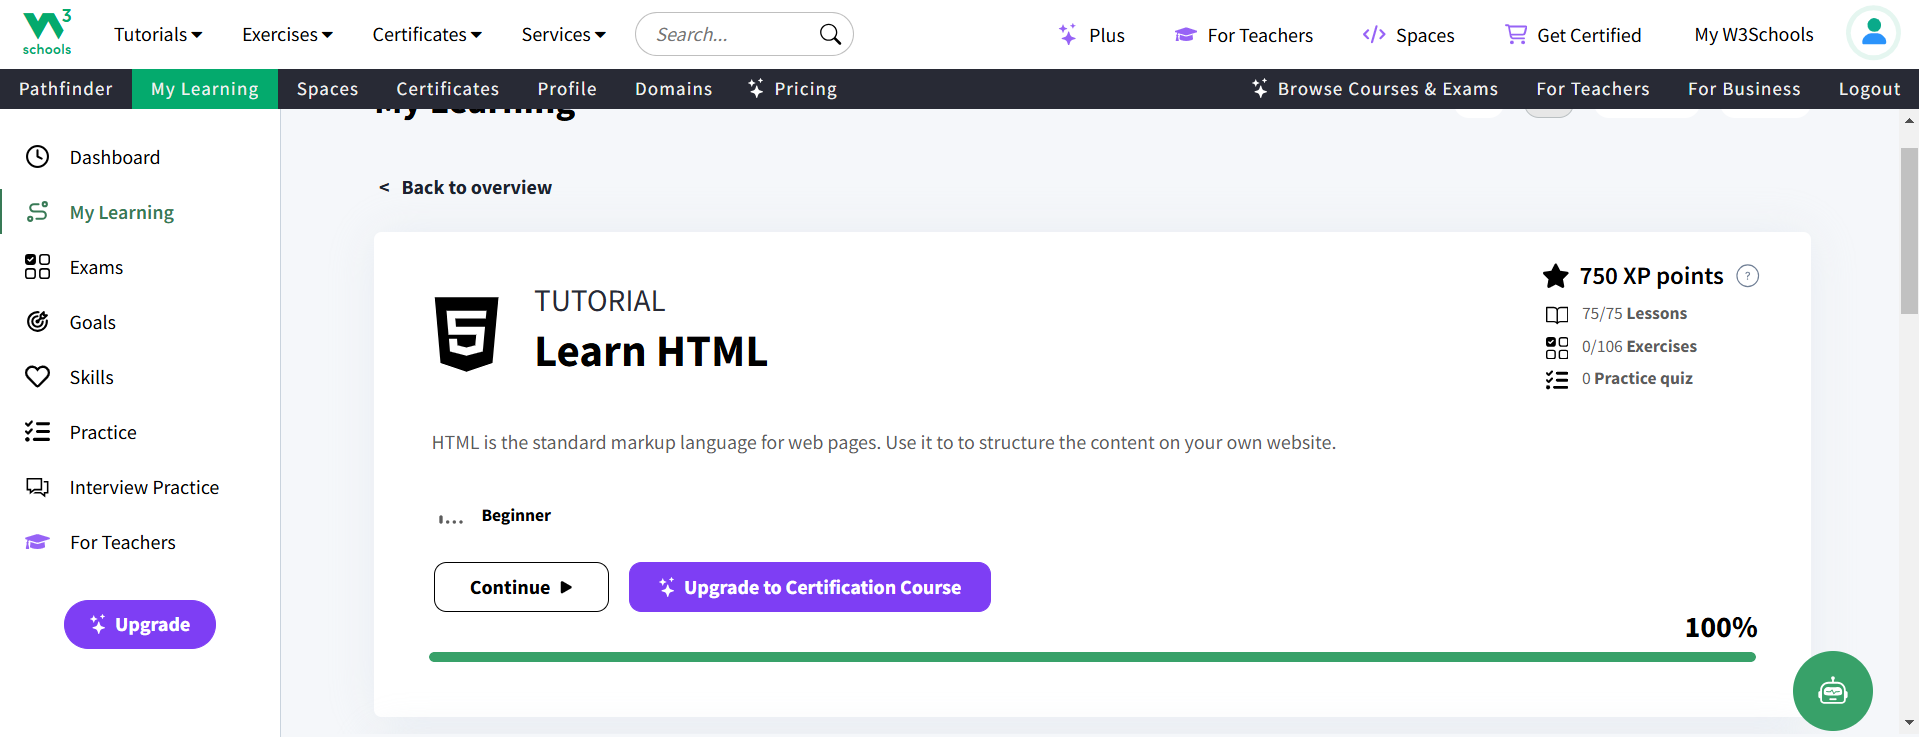 W3 schools Tutorials Exercises Certificates Services Search... Plus For Teachers Spaces Get Certified My W3Schools
Pathfinder My Learning Spaces Certificates Profile Domains Pricing Browse Courses & Exams For Teachers For Business Logout
My Learning
Dashboard
My Learning
Exams
Goals
Skills
Practice
Interview Practice
For Teachers
Upgrade
< Back to overview
TUTORIAL
Learn HTML
750 XP points ?
75/75 Lessons
0/106 Exercises
0 Practice quiz
HTML is the standard markup language for web pages. Use it to to structure the content on your own website.
Beginner
Continue
Upgrade to Certification Course
100%